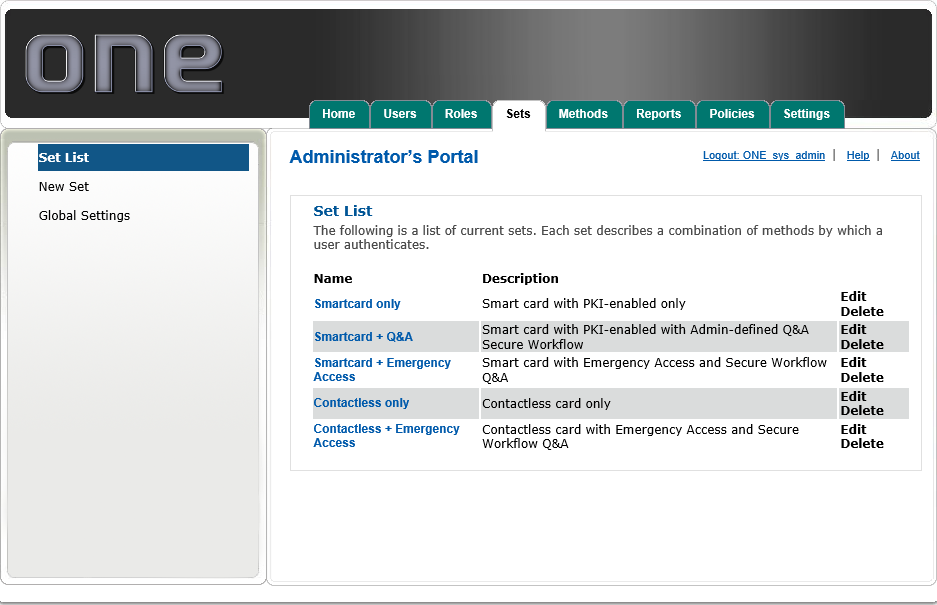 one
Home Users Roles Sets Methods Reports Policies Settings
Set List
New Set
Global Settings
Administrator's Portal
Logout: ONE_sys_admin | Help | About
Set List
The following is a list of current sets. Each set describes a combination of methods by which a
user authenticates.
Name Description
Smartcard only Smart card with PKI-enabled only Edit
Delete
Smartcard + Q&A Smart card with PKI-enabled with Admin-defined Q&A Edit
Secure Workflow Delete
Smartcard + Emergency Smart card with Emergency Access and Secure Workflow Edit
Access Q&A Delete
Contactless only Contactless card only Edit
Delete
Contactless + Emergency Contactless card with Emergency Access and Secure Edit
Access Workflow Q&A Delete